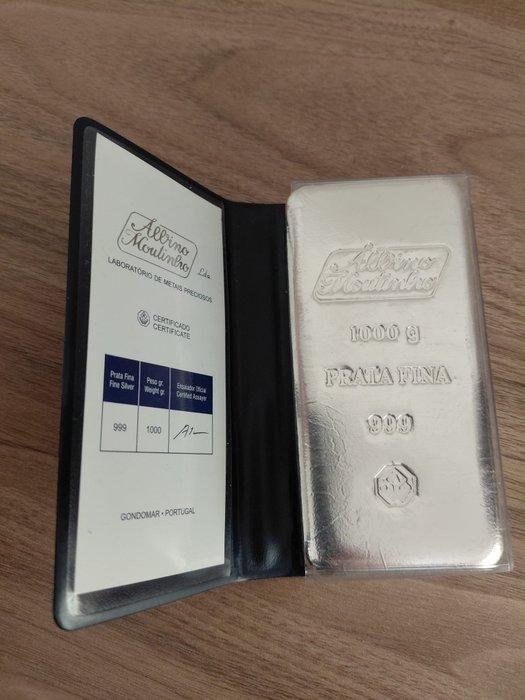 Albino
Moutinho Lda.
LABORATÓRIO DE METAIS PRECIOSOS
CERTIFICADO
CERTIFICATE
Prata Fina
Fine Silver
Peso gr.
Weight gr.
Ensaiador Oficial
Certified Assayer
999
1000
GONDOMAR • PORTUGAL
Albino
Moutinho
1000 g
PRATA FINA
999